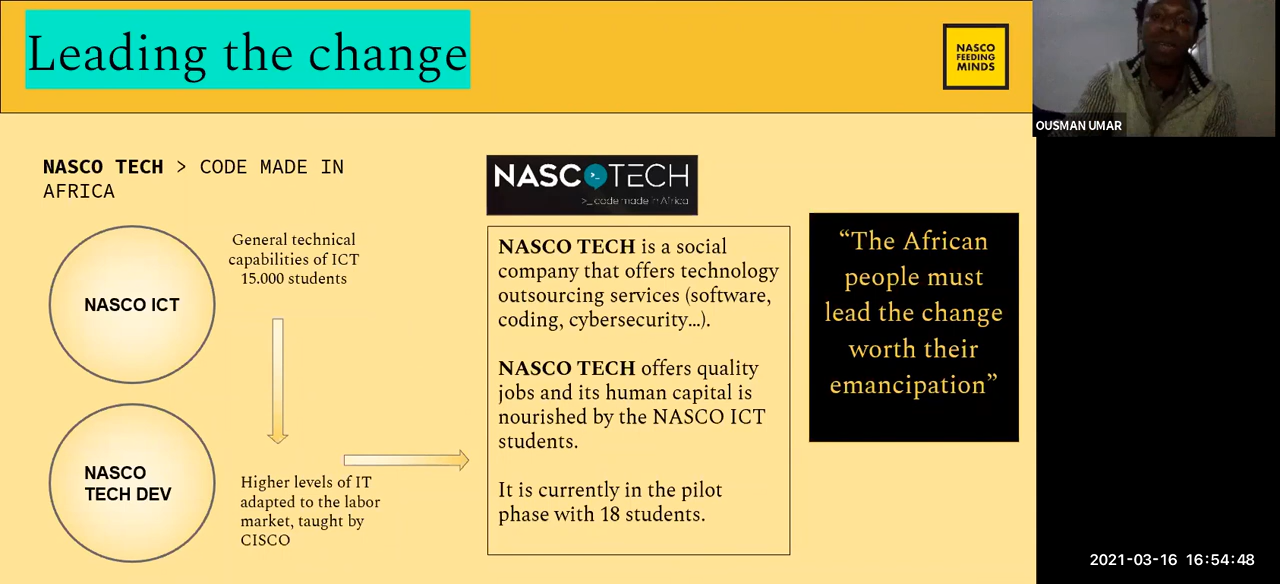 Leading the change
NASCO
FEEDING
MINDS
OUSMAN UMAR
NASCO TECH > CODE MADE IN
AFRICA
NASCO ICT
General technical
capabilities of ICT
15.000 students
NASCO
TECH DEV
Higher levels of IT
adapted to the labor
market, taught by
CISCO
NASCO TECH
>_ code made in Africa
NASCO TECH is a social
company that offers technology
outsourcing services (software,
coding, cybersecurity...).
NASCO TECH offers quality
jobs and its human capital is
nourished by the NASCO ICT
students.
It is currently in the pilot
phase with 18 students.
“The African
people must
lead the change
worth their
emancipation”
2021-03-16 16:54:48